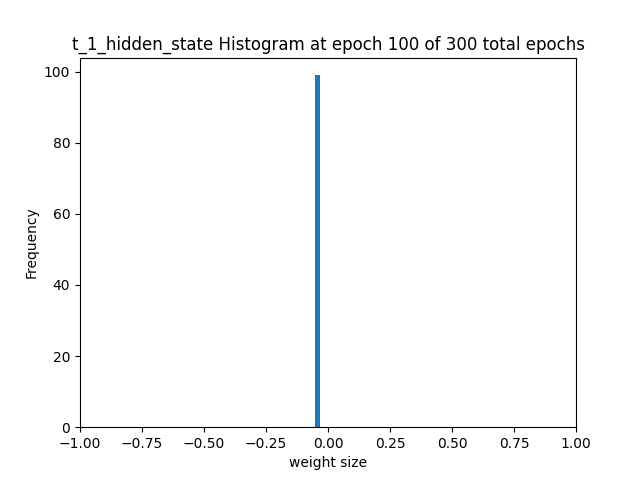 t_1_hidden_state Histogram at epoch 100 of 300 total epochs
100
80
60
40
20
0
Frequency
−1.00 −0.75 −0.50 −0.25 0.00 0.25 0.50 0.75 1.00
weight size